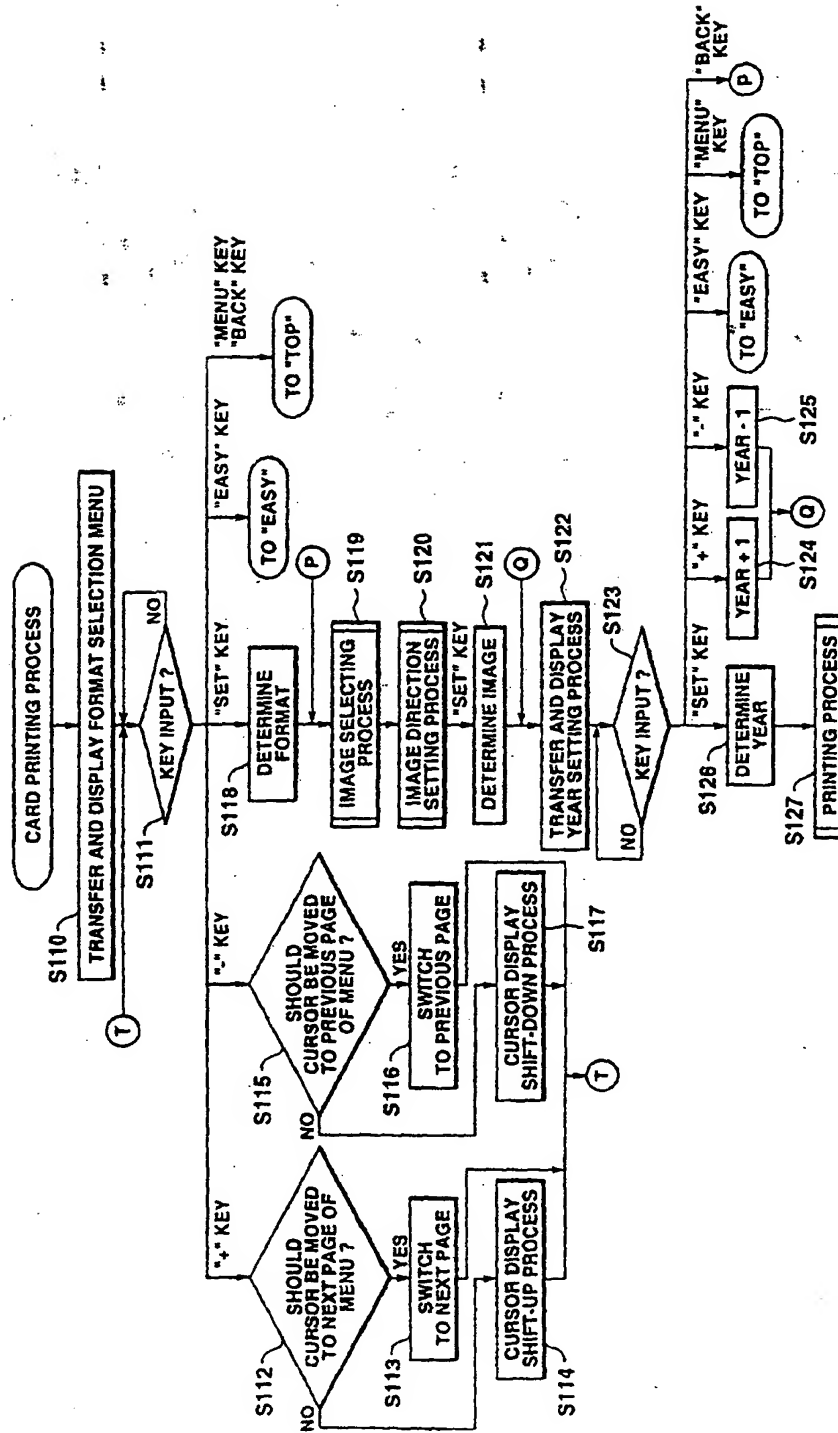 CARD PRINTING PROCESS
S110
TRANSFER AND DISPLAY FORMAT SELECTION MENU
T
S111
KEY INPUT ?
NO
"+" KEY
"-" KEY
"SET" KEY
"EASY" KEY
"MENU" KEY
"BACK" KEY
S112
SHOULD
CURSOR BE MOVED
TO NEXT PAGE OF
MENU ?
NO
YES
S113
SWITCH
TO NEXT PAGE
S114
CURSOR DISPLAY
SHIFT-UP PROCESS
S115
SHOULD
CURSOR BE MOVED
TO PREVIOUS PAGE
OF MENU ?
NO
YES
S116
SWITCH
TO PREVIOUS PAGE
S117
CURSOR DISPLAY
SHIFT-DOWN PROCESS
T
S118
DETERMINE
FORMAT
TO "EASY"
TO "TOP"
P
S119
IMAGE SELECTING
PROCESS
S120
IMAGE DIRECTION
SETTING PROCESS
"SET" KEY
S121
DETERMINE IMAGE
Q
S122
TRANSFER AND DISPLAY
YEAR SETTING PROCESS
S123
KEY INPUT ?
NO
"SET" KEY
"+" KEY
"-" KEY
"EASY" KEY
"MENU" KEY
"BACK" KEY
S126
DETERMINE
YEAR
YEAR + 1
S124
YEAR - 1
S125
Q
TO "EASY"
TO "TOP"
P
S127
PRINTING PROCESS